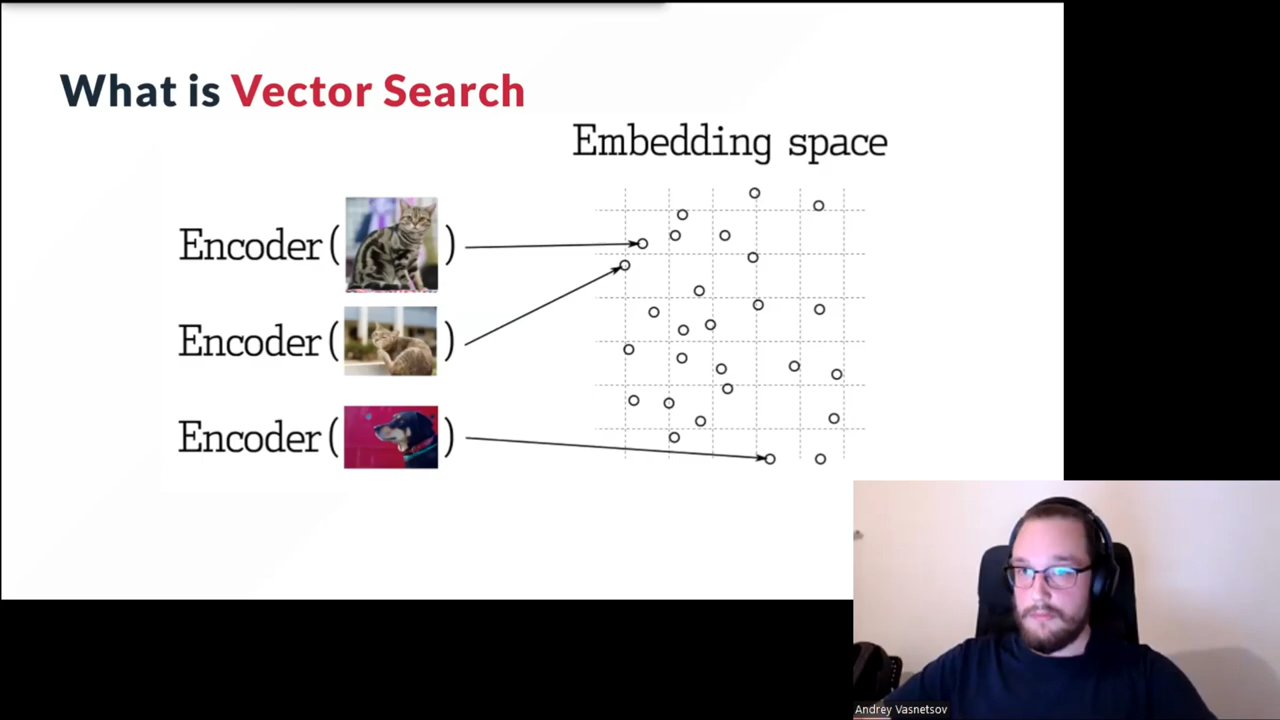 What is Vector Search
Embedding space
Encoder( )
Encoder( )
Encoder( )
Andrey Vasnetsov